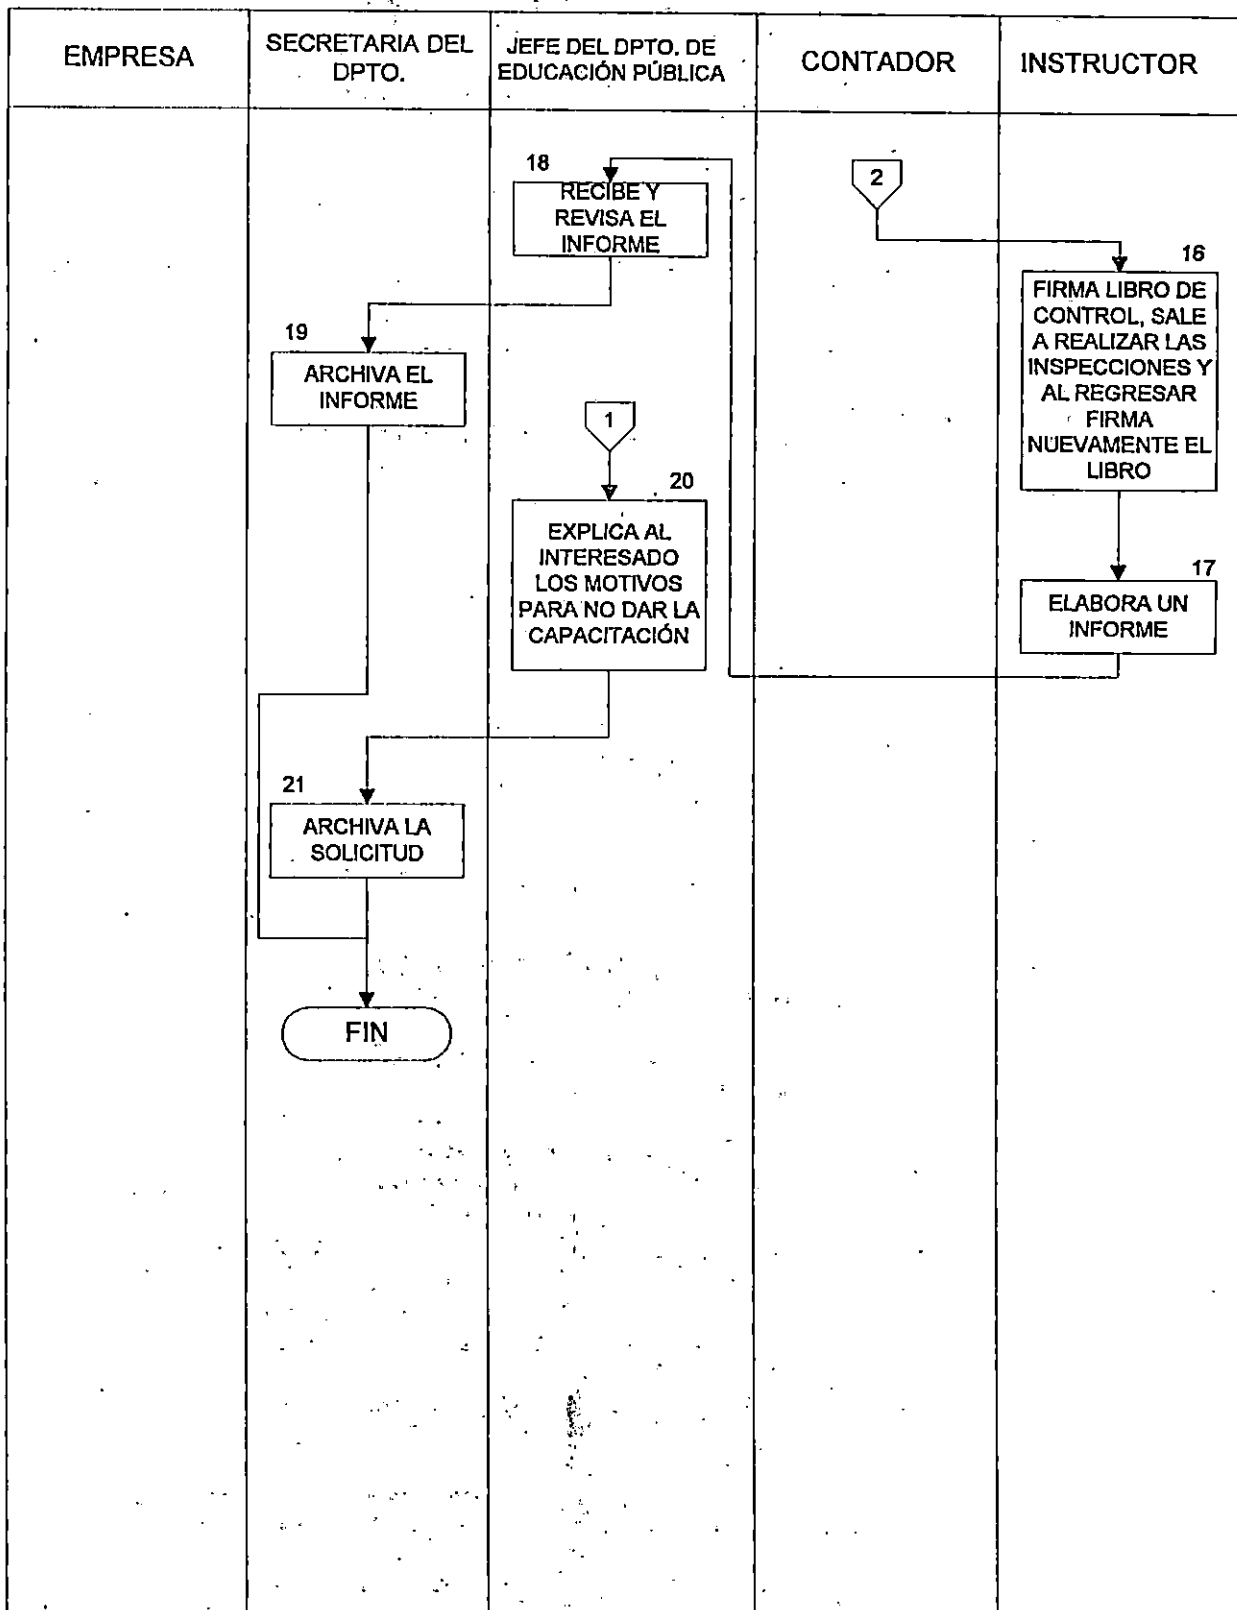 EMPRESA
SECRETARIA DEL
DPTO.
JEFE DEL DPTO. DE
EDUCACIÓN PÚBLICA
CONTADOR
INSTRUCTOR
18
RECIBE Y
REVISA EL
INFORME
2
16
FIRMA LIBRO DE
CONTROL, SALE
A REALIZAR LAS
INSPECCIONES Y
AL REGRESAR
FIRMA
NUEVAMENTE EL
LIBRO
19
ARCHIVA EL
INFORME
1
20
EXPLICA AL
INTERESADO
LOS MOTIVOS
PARA NO DAR LA
CAPACITACIÓN
17
ELABORA UN
INFORME
21
ARCHIVA LA
SOLICITUD
FIN